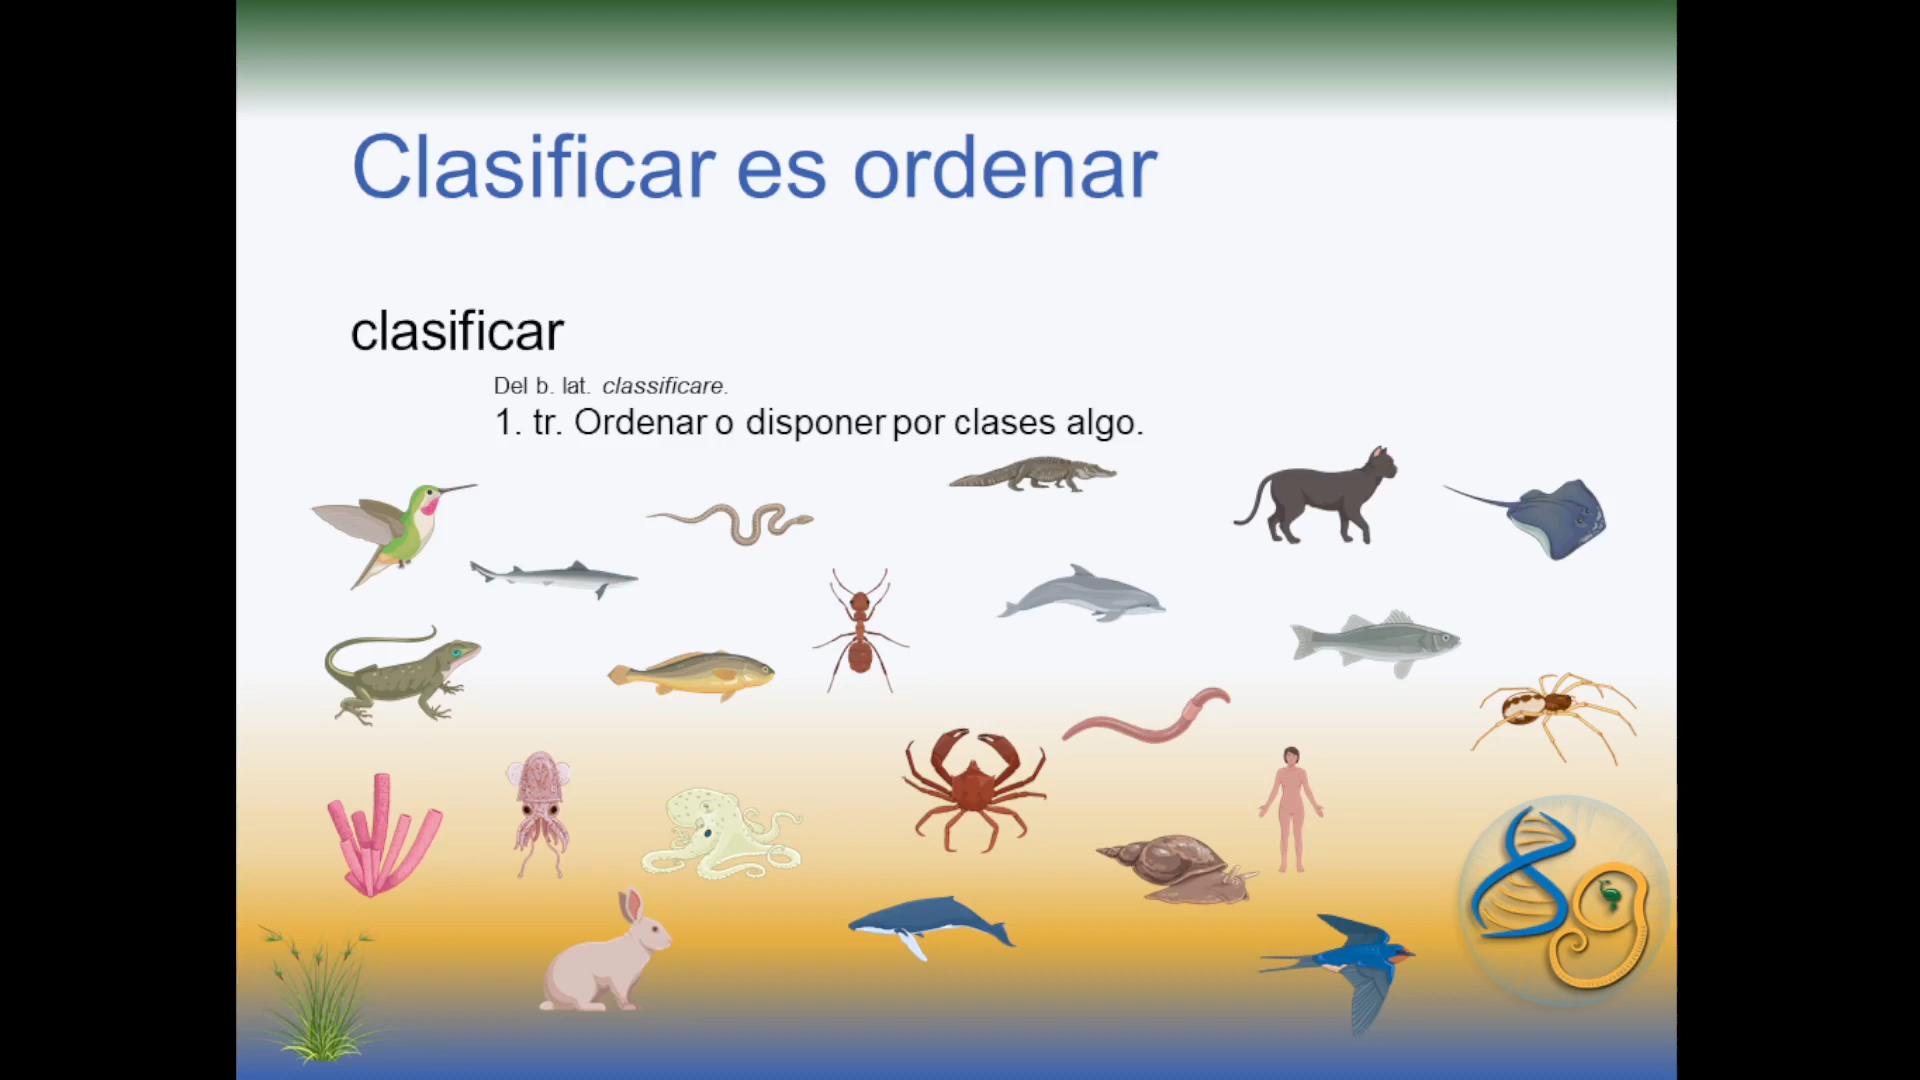 Clasificar es ordenar
clasificar
Del b. lat. classificare.
1. tr. Ordenar o disponer por clases algo.